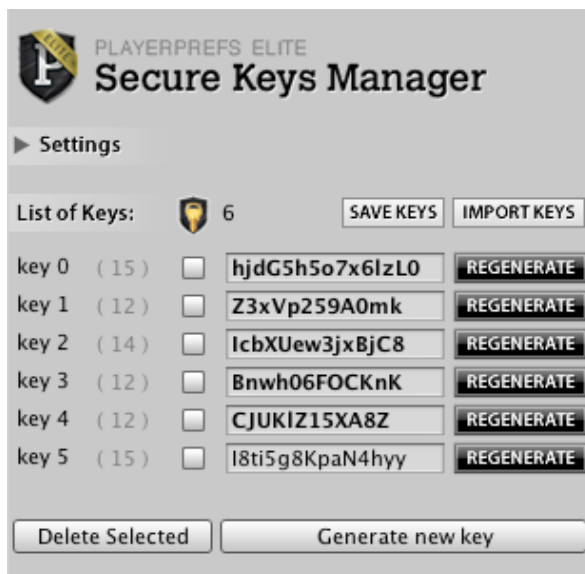 ELITE
P
PLAYERPREFS ELITE
Secure Keys Manager
Settings
List of Keys: 6 SAVE KEYS IMPORT KEYS
key 0 ( 15 ) hjdG5h5o7x6lzL0 REGENERATE
key 1 ( 12 ) Z3xVp259A0mk REGENERATE
key 2 ( 14 ) IcbXUew3jxBjC8 REGENERATE
key 3 ( 12 ) Bnwh06FOCKnK REGENERATE
key 4 ( 12 ) CJUKlZ15XA8Z REGENERATE
key 5 ( 15 ) l8ti5g8KpaN4hyy REGENERATE
Delete Selected Generate new key